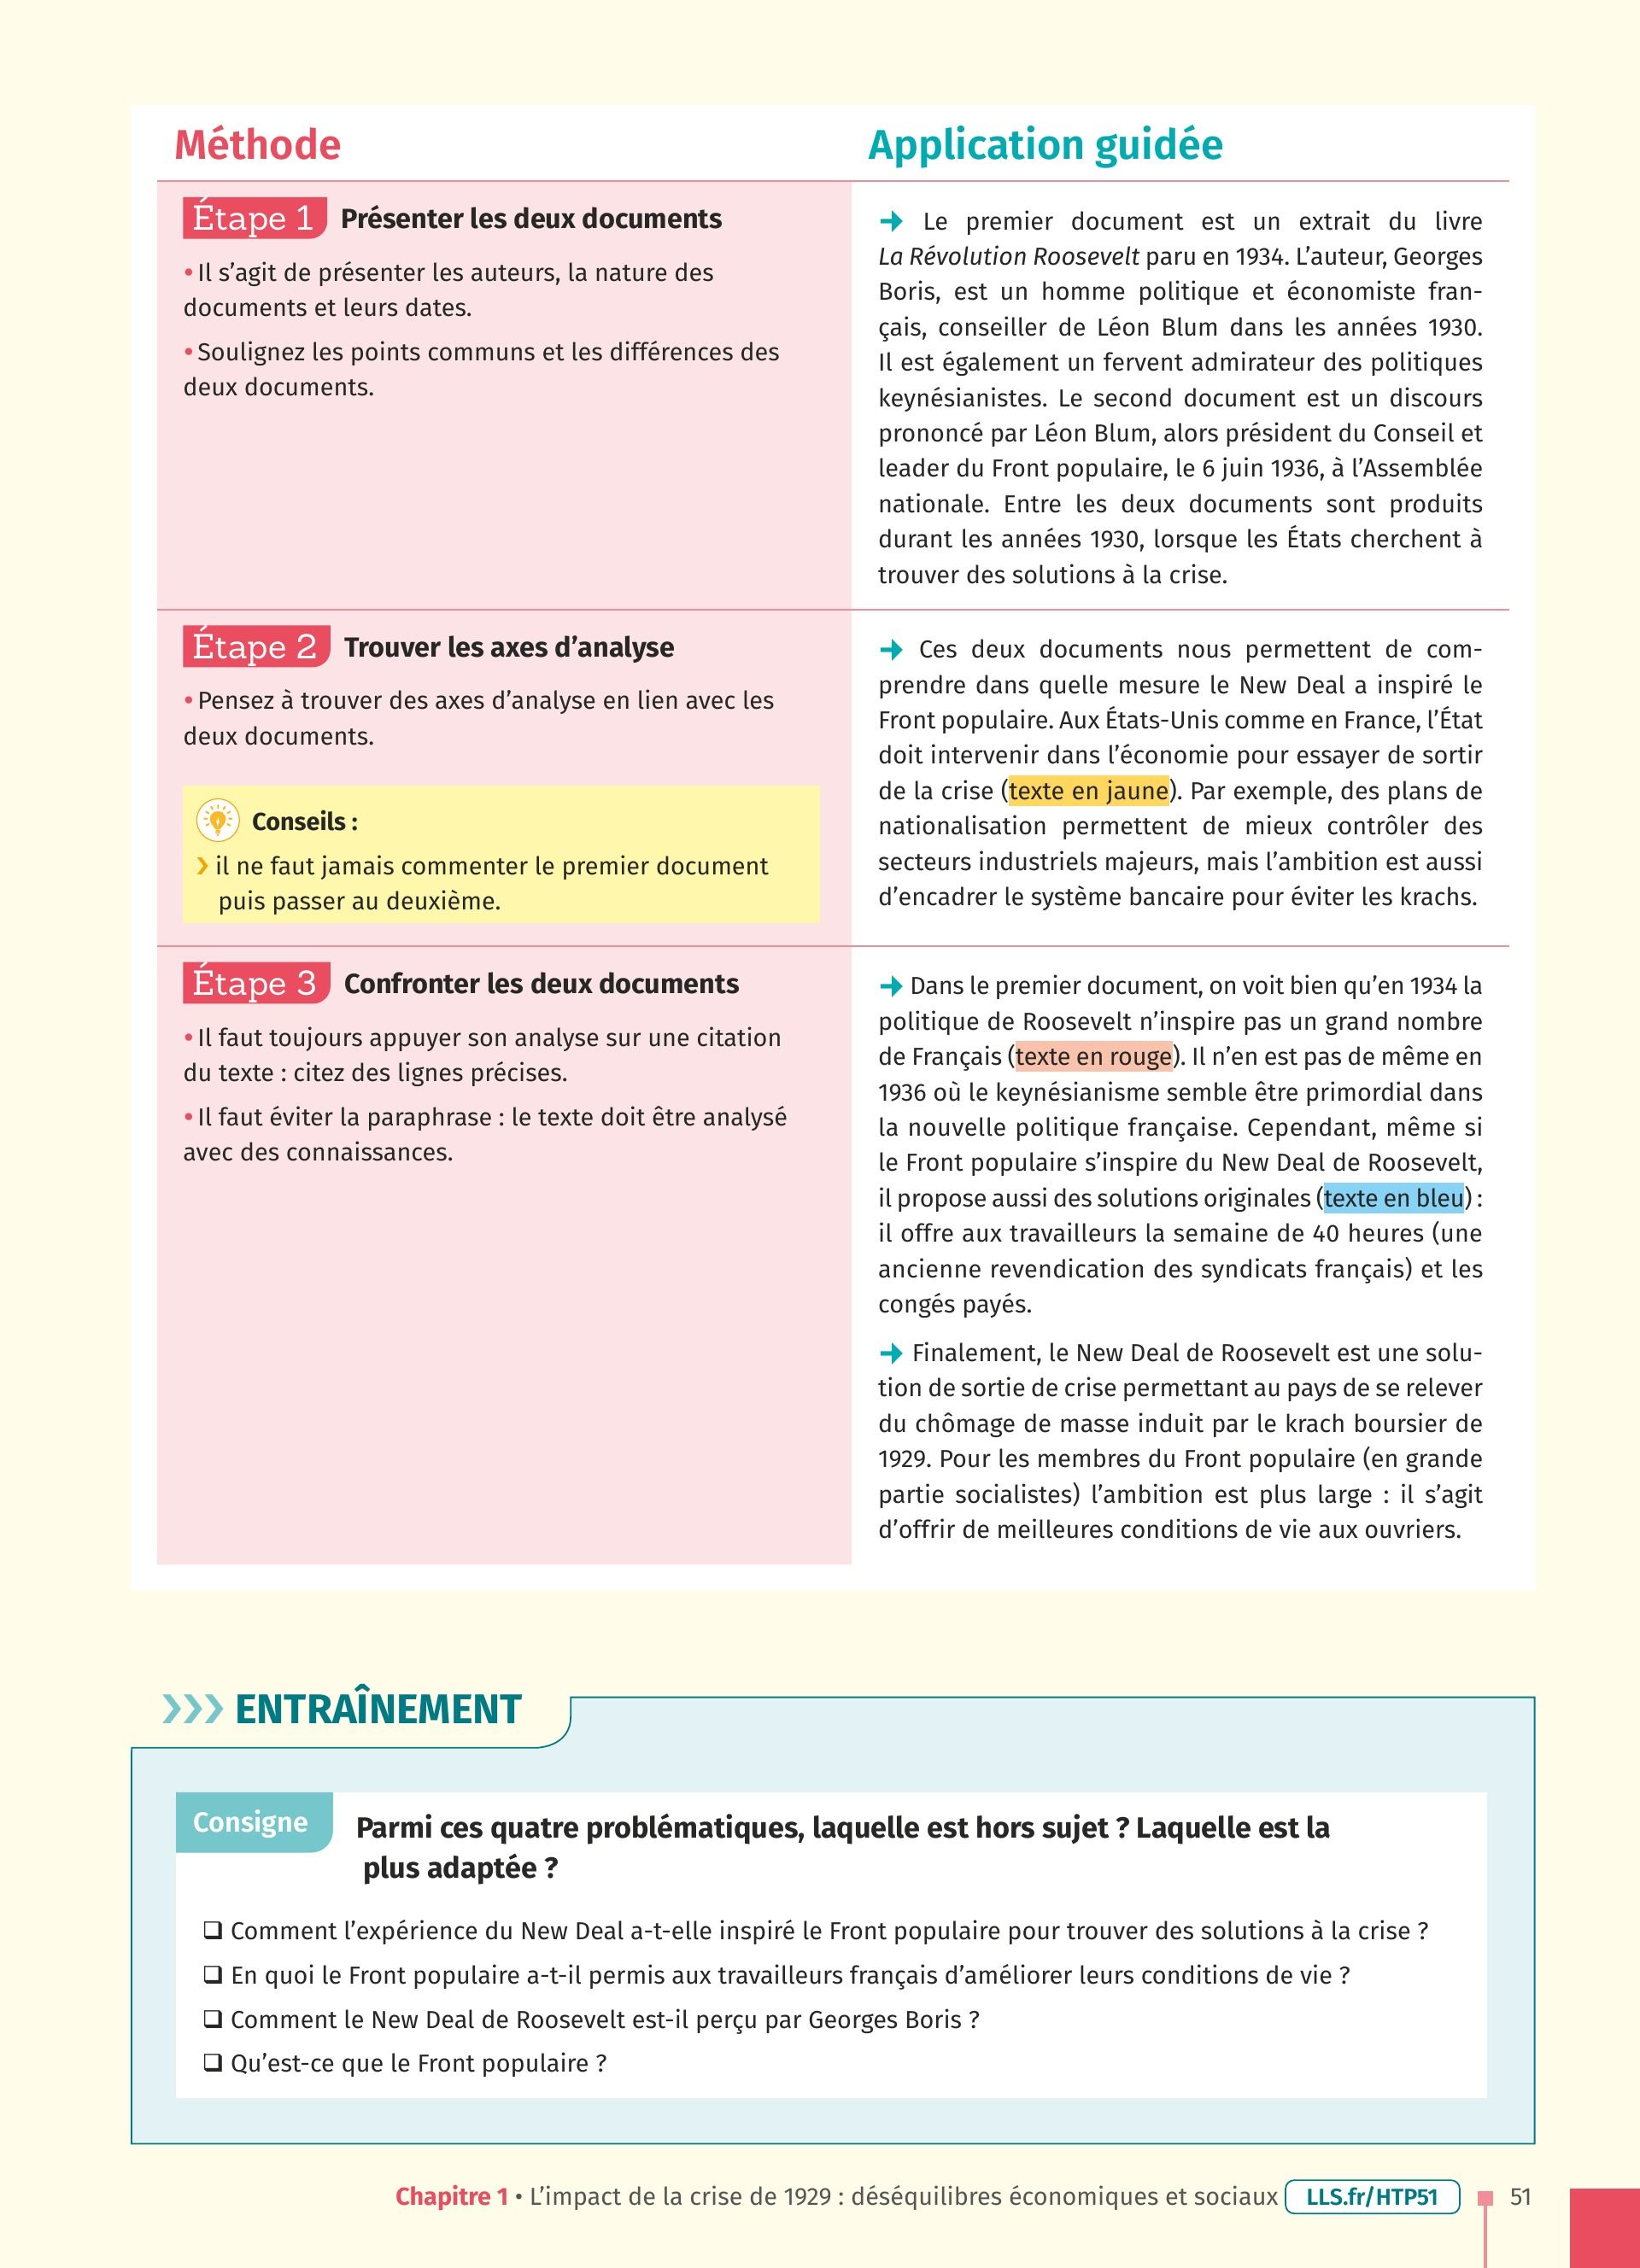 Méthode
Étape 1 Présenter les deux documents
• Il s’agit de présenter les auteurs, la nature des
documents et leurs dates.
• Soulignez les points communs et les différences des
deux documents.
Application guidée
➔ Le premier document est un extrait du livre
La Révolution Roosevelt paru en 1934. L’auteur, Georges
Boris, est un homme politique et économiste fran-
çais, conseiller de Léon Blum dans les années 1930.
Il est également un fervent admirateur des politiques
keynésianistes. Le second document est un discours
prononcé par Léon Blum, alors président du Conseil et
leader du Front populaire, le 6 juin 1936, à l’Assemblée
nationale. Entre les deux documents sont produits
durant les années 1930, lorsque les États cherchent à
trouver des solutions à la crise.
Étape 2 Trouver les axes d’analyse
• Pensez à trouver des axes d’analyse en lien avec les
deux documents.
Conseils :
› il ne faut jamais commenter le premier document
puis passer au deuxième.
➔ Ces deux documents nous permettent de com-
prendre dans quelle mesure le New Deal a inspiré le
Front populaire. Aux États-Unis comme en France, l’État
doit intervenir dans l’économie pour essayer de sortir
de la crise (texte en jaune). Par exemple, des plans de
nationalisation permettent de mieux contrôler des
secteurs industriels majeurs, mais l’ambition est aussi
d’encadrer le système bancaire pour éviter les krachs.
Étape 3 Confronter les deux documents
• Il faut toujours appuyer son analyse sur une citation
du texte : citez des lignes précises.
• Il faut éviter la paraphrase : le texte doit être analysé
avec des connaissances.
➔ Dans le premier document, on voit bien qu’en 1934 la
politique de Roosevelt n’inspire pas un grand nombre
de Français (texte en rouge). Il n’en est pas de même en
1936 où le keynésianisme semble être primordial dans
la nouvelle politique française. Cependant, même si
le Front populaire s’inspire du New Deal de Roosevelt,
il propose aussi des solutions originales (texte en bleu) :
il offre aux travailleurs la semaine de 40 heures (une
ancienne revendication des syndicats français) et les
congés payés.
➔ Finalement, le New Deal de Roosevelt est une solu-
tion de sortie de crise permettant au pays de se relever
du chômage de masse induit par le krach boursier de
1929. Pour les membres du Front populaire (en grande
partie socialistes) l’ambition est plus large : il s’agit
d’offrir de meilleures conditions de vie aux ouvriers.
››› ENTRAÎNEMENT
Consigne
Parmi ces quatre problématiques, laquelle est hors sujet ? Laquelle est la
plus adaptée ?
❏ Comment l’expérience du New Deal a-t-elle inspiré le Front populaire pour trouver des solutions à la crise ?
❏ En quoi le Front populaire a-t-il permis aux travailleurs français d’améliorer leurs conditions de vie ?
❏ Comment le New Deal de Roosevelt est-il perçu par Georges Boris ?
❏ Qu’est-ce que le Front populaire ?
Chapitre 1 • L’impact de la crise de 1929 : déséquilibres économiques et sociaux LLS.fr/HTP51 51